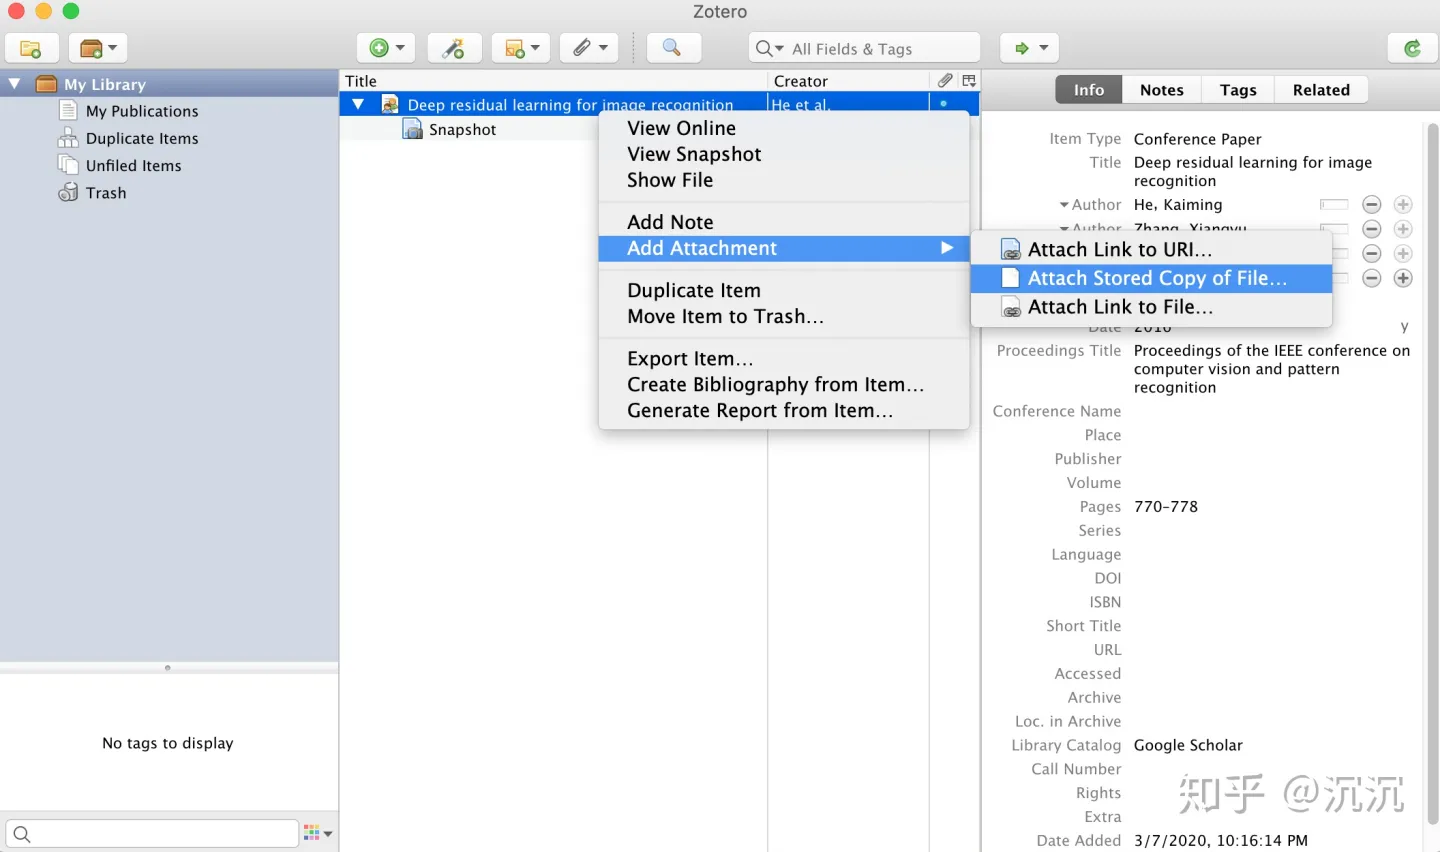 Zotero
All Fields & Tags
My Library
My Publications
Duplicate Items
Unfiled Items
Trash
No tags to display
Title
Creator
Deep residual learning for image recognition
He et al.
Snapshot
View Online
View Snapshot
Show File
Add Note
Add Attachment
Duplicate Item
Move Item to Trash...
Export Item...
Create Bibliography from Item...
Generate Report from Item...
Attach Link to URI...
Attach Stored Copy of File...
Attach Link to File...
Info
Notes
Tags
Related
Item Type Conference Paper
Title Deep residual learning for image
recognition
Author He, Kaiming
Author Zhang, Xiangyu
Date 2016 y
Proceedings Title Proceedings of the IEEE conference on
computer vision and pattern
recognition
Conference Name
Place
Publisher
Volume
Pages 770-778
Series
Language
DOI
ISBN
Short Title
URL
Accessed
Archive
Loc. in Archive
Library Catalog Google Scholar
Call Number
Rights
Extra
Date Added 3/7/2020, 10:16:14 PM
知乎 @沉沉